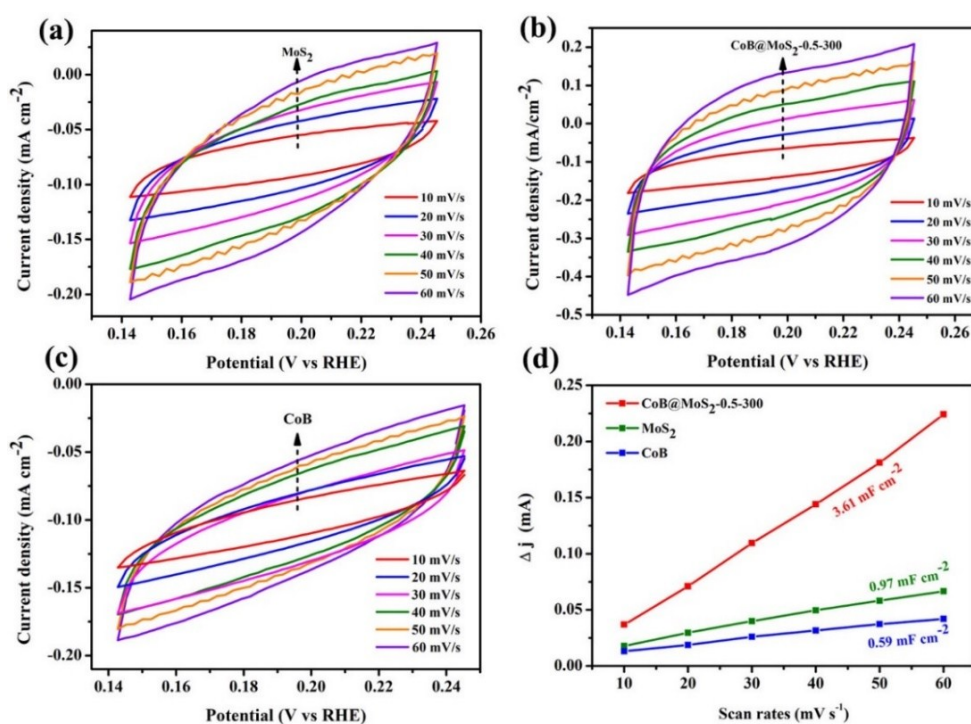 (a)
MoS₂
0.00
-0.05
-0.10
-0.15
-0.20
Current density (mA cm⁻²)
10 mV/s
20 mV/s
30 mV/s
40 mV/s
50 mV/s
60 mV/s
0.14 0.16 0.18 0.20 0.22 0.24 0.26
Potential (V vs RHE)
(b)
CoB@MoS₂-0.5-300
0.2
0.1
0.0
-0.1
-0.2
-0.3
-0.4
-0.5
Current density (mA/cm⁻²)
10 mV/s
20 mV/s
30 mV/s
40 mV/s
50 mV/s
60 mV/s
0.14 0.16 0.18 0.20 0.22 0.24 0.26
Potential (V vs RHE)
(c)
CoB
0.00
-0.05
-0.10
-0.15
-0.20
Current density (mA cm⁻²)
10 mV/s
20 mV/s
30 mV/s
40 mV/s
50 mV/s
60 mV/s
0.14 0.16 0.18 0.20 0.22 0.24
Potential (V vs RHE)
(d)
CoB@MoS₂-0.5-300
MoS₂
CoB
0.25
0.20
0.15
0.10
0.05
0.00
Δ j (mA)
3.61 mF cm⁻²
0.97 mF cm⁻²
0.59 mF cm⁻²
10 20 30 40 50 60
Scan rates (mV s⁻¹)